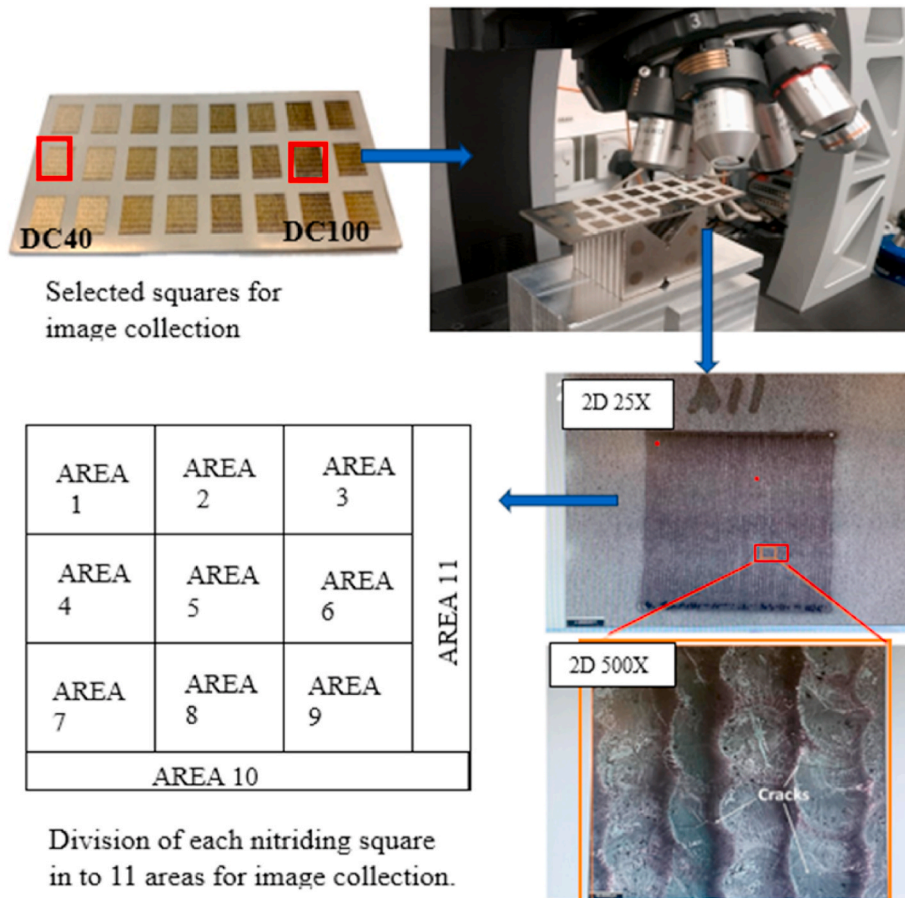 DC40
DC100
Selected squares for
image collection
3
2D 25X
A11
AREA
1
AREA
2
AREA
3
AREA
4
AREA
5
AREA
6
AREA
7
AREA
8
AREA
9
AREA 10
AREA 11
2D 500X
Cracks
Division of each nitriding square
in to 11 areas for image collection.